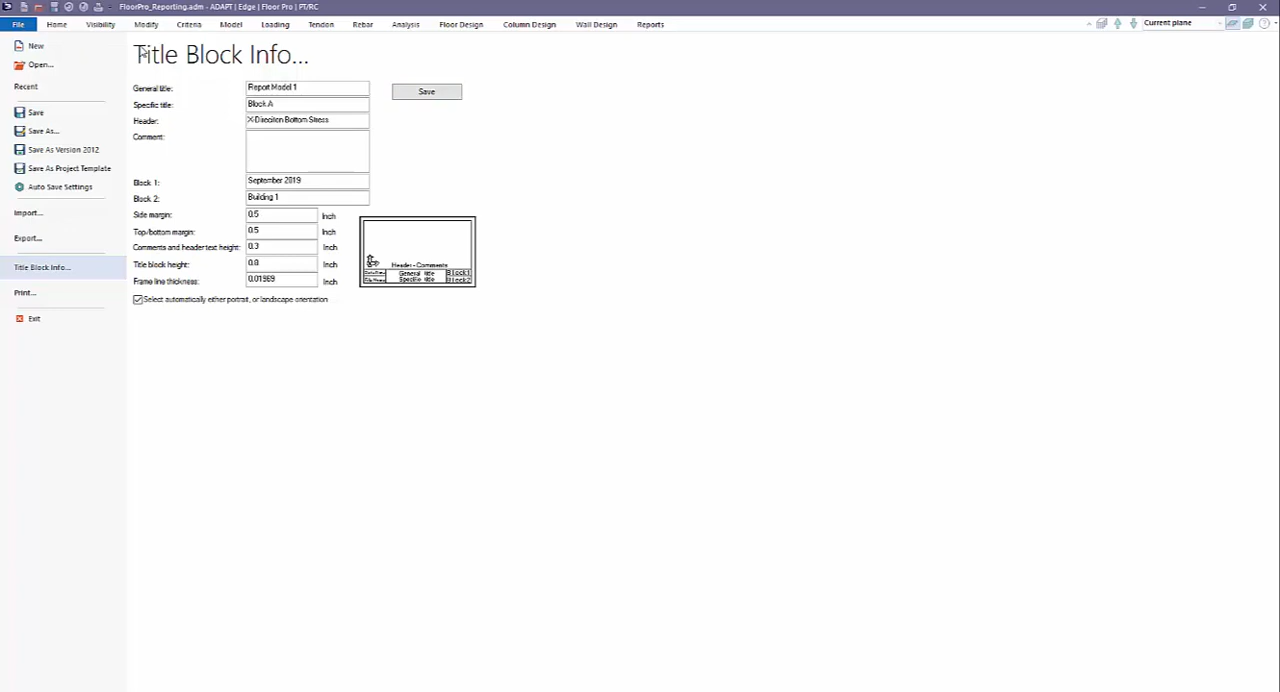 FloorPro_Reporting.adm - ADAPT | Edge | Floor Pro | PT/RC
File Home Visibility Modify Criteria Model Loading Tendon Rebar Analysis Floor Design Column Design Wall Design Reports Current plane
New
Open...
Recent
Save
Save As...
Save As Version 2012
Save As Project Template
Auto Save Settings
Import...
Export...
Title Block Info...
Print...
Exit
Title Block Info...
General title: Report Model 1 Save
Specific title: Block A
Header: X-Direciten Bottom Stress
Comment:
Block 1: September 2019
Block 2: Building 1
Side margin: 0.5 Inch
Top/bottom margin: 0.5 Inch
Comments and header text height: 0.3 Inch
Title block height: 0.8 Inch
Frame line thickness: 0.01969 Inch
Select automatically either portrait, or landscape orientation
Header - Comments
General title Block1
Specific title Block2